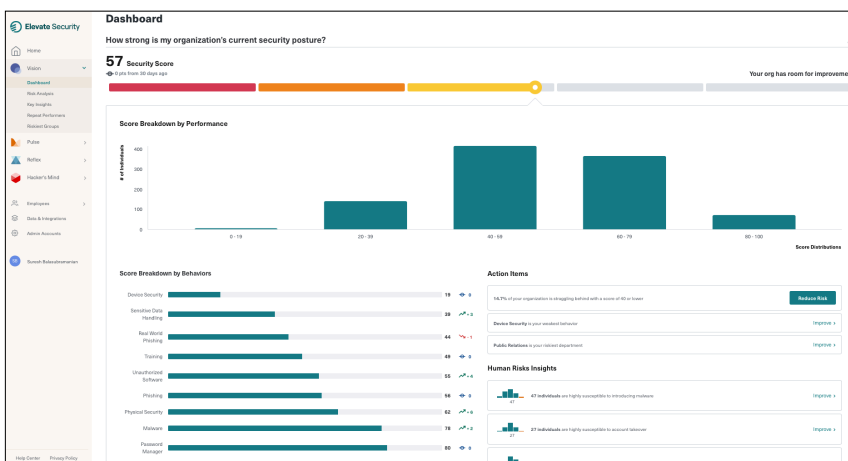 Elevate Security
Home
Vision
Dashboard
Risk Analysis
Key Insights
Repeat Performers
Riskiest Groups
Pulse
Reflex
Hacker's Mind
Employees
Data & Integrations
Admin Accounts
Suresh Balasubramanian
Help Center Privacy Policy
Dashboard
How strong is my organization's current security posture?
57 Security Score
0 pts from 30 days ago
Your org has room for improveme
Score Breakdown by Performance
# of Individuals
400
300
200
100
0
0 - 19
20 - 39
40 - 59
60 - 79
80 - 100
Score Distributions
Score Breakdown by Behaviors
Device Security 19 0
Sensitive Data
Handling
39 + 3
Real World
Phishing
44 - 1
Training 49 0
Unauthorized
Software
55 + 4
Phishing 56 0
Physical Security 62 + 6
Malware 78 + 2
Password
Manager
80 0
Action Items
14.7% of your organization is struggling behind with a score of 40 or lower
Reduce Risk
Device Security is your weakest behavior
Improve ›
Public Relations is your riskiest department
Improve ›
Human Risks Insights
47
47 individuals are highly susceptible to introducing malware
Improve ›
27
27 individuals are highly susceptible to account takeover
Improve ›